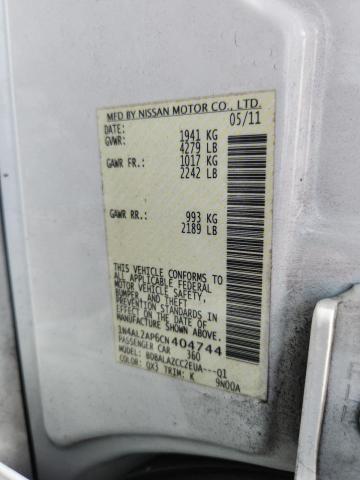 MFD BY NISSAN MOTOR CO., LTD.
DATE: 05/11
GVWR: 1941 KG
4279 LB
GAWR FR.: 1017 KG
2242 LB
GAWR RR.: 993 KG
2189 LB
THIS VEHICLE CONFORMS TO
ALL APPLICABLE FEDERAL
MOTOR VEHICLE SAFETY, BUMPER,
AND THEFT PREVENTION
STANDARDS IN EFFECT ON THE
DATE OF MANUFACTURE
SHOWN ABOVE.
1N4AL2AP6CN404744
PASSENGER CAR 360
MODEL: BDBALAZCC2EUA---Q1
COLOR: QX3 TRIM: K 9N00A